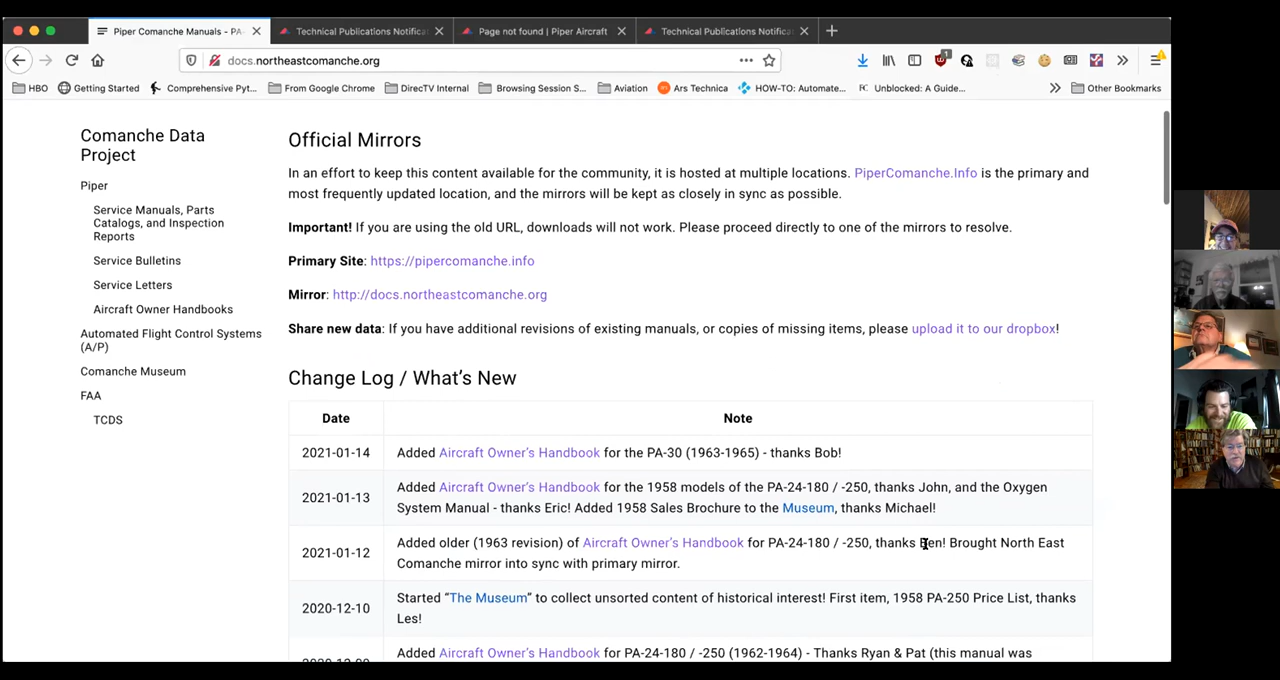 Piper Comanche Manuals - PA-
Technical Publications Notifica
Page not found | Piper Aircraft
Technical Publications Notifica
docs.northeastcomanche.org
1
HBO
Getting Started
Comprehensive Pyt...
From Google Chrome
DirecTV Internal
Browsing Session S...
Aviation
Ars Technica
HOW-TO: Automate...
Unblocked: A Guide...
Other Bookmarks
Comanche Data
Project
Piper
Service Manuals, Parts
Catalogs, and Inspection
Reports
Service Bulletins
Service Letters
Aircraft Owner Handbooks
Automated Flight Control Systems
(A/P)
Comanche Museum
FAA
TCDS
Official Mirrors
In an effort to keep this content available for the community, it is hosted at multiple locations. PiperComanche.Info is the primary and
most frequently updated location, and the mirrors will be kept as closely in sync as possible.
Important! If you are using the old URL, downloads will not work. Please proceed directly to one of the mirrors to resolve.
Primary Site: https://pipercomanche.info
Mirror: http://docs.northeastcomanche.org
Share new data: If you have additional revisions of existing manuals, or copies of missing items, please upload it to our dropbox!
Change Log / What's New
Date
Note
2021-01-14
Added Aircraft Owner's Handbook for the PA-30 (1963-1965) - thanks Bob!
2021-01-13
Added Aircraft Owner's Handbook for the 1958 models of the PA-24-180 / -250, thanks John, and the Oxygen
System Manual - thanks Eric! Added 1958 Sales Brochure to the Museum, thanks Michael!
2021-01-12
Added older (1963 revision) of Aircraft Owner's Handbook for PA-24-180 / -250, thanks Ben! Brought North East
Comanche mirror into sync with primary mirror.
2020-12-10
Started “The Museum” to collect unsorted content of historical interest! First item, 1958 PA-250 Price List, thanks
Les!
Added Aircraft Owner's Handbook for PA-24-180 / -250 (1962-1964) - Thanks Ryan & Pat (this manual was